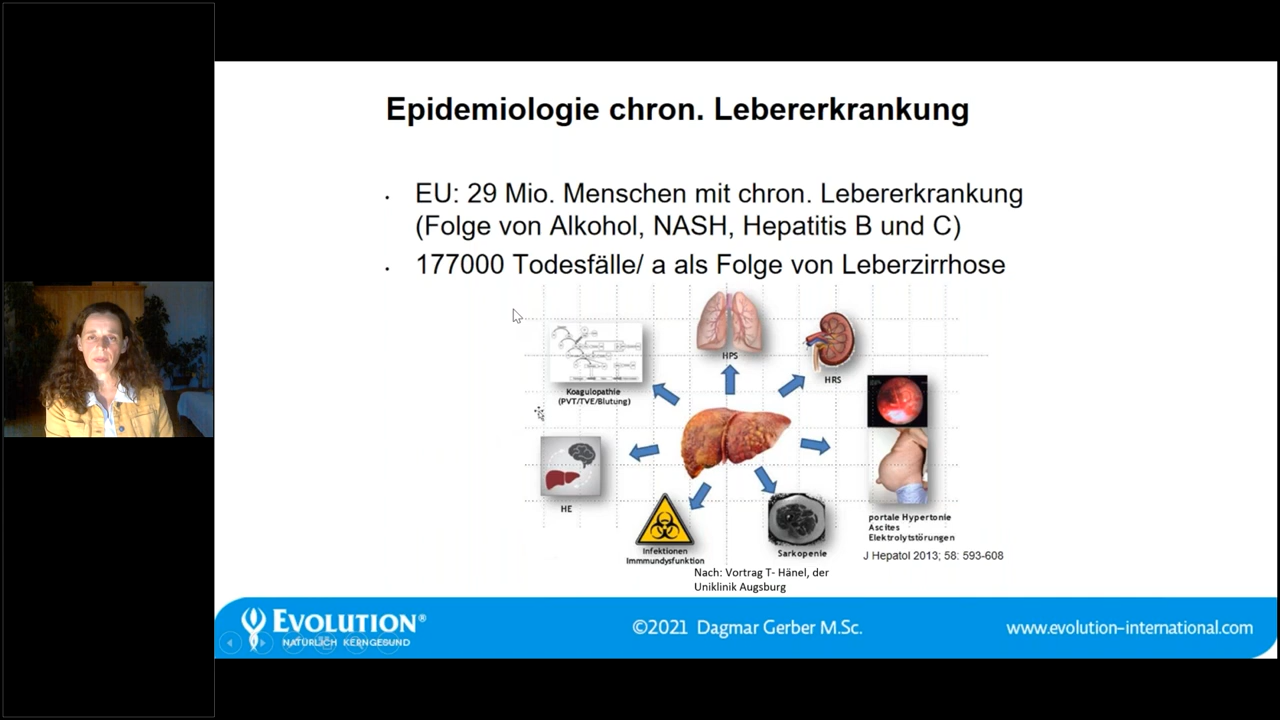 Epidemiologie chron. Lebererkrankung
• EU: 29 Mio. Menschen mit chron. Lebererkrankung
(Folge von Alkohol, NASH, Hepatitis B und C)
• 177000 Todesfälle/ a als Folge von Leberzirrhose
HPS
HRS
Koagulopathie
(PVT/TVE/Blutung)
HE
Infektionen
Immmundysfunktion
Sarkopenie
portale Hypertonie
Ascites
Elektrolytstörungen
J Hepatol 2013; 58: 593-608
Nach: Vortrag T- Hänel, der
Uniklinik Augsburg
EVOLUTION®
NATÜRLICH KERNGESUND
©2021 Dagmar Gerber M.Sc.
www.evolution-international.com